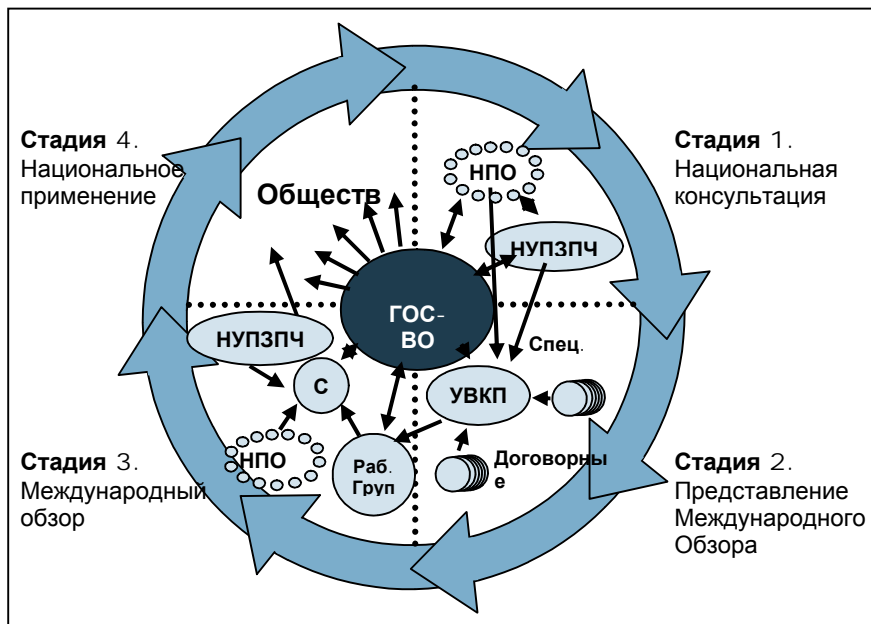 Стадия 4.
Национальное
применение
Стадия 1.
Национальная
консультация
НПО
Обществ
НУПЗПЧ
ГОС-
ВО
Спец.
НУПЗПЧ
С
УВКП
НПО
Раб.
Груп
Договорны
е
Стадия 3.
Международный
обзор
Стадия 2.
Представление
Международного
Обзора